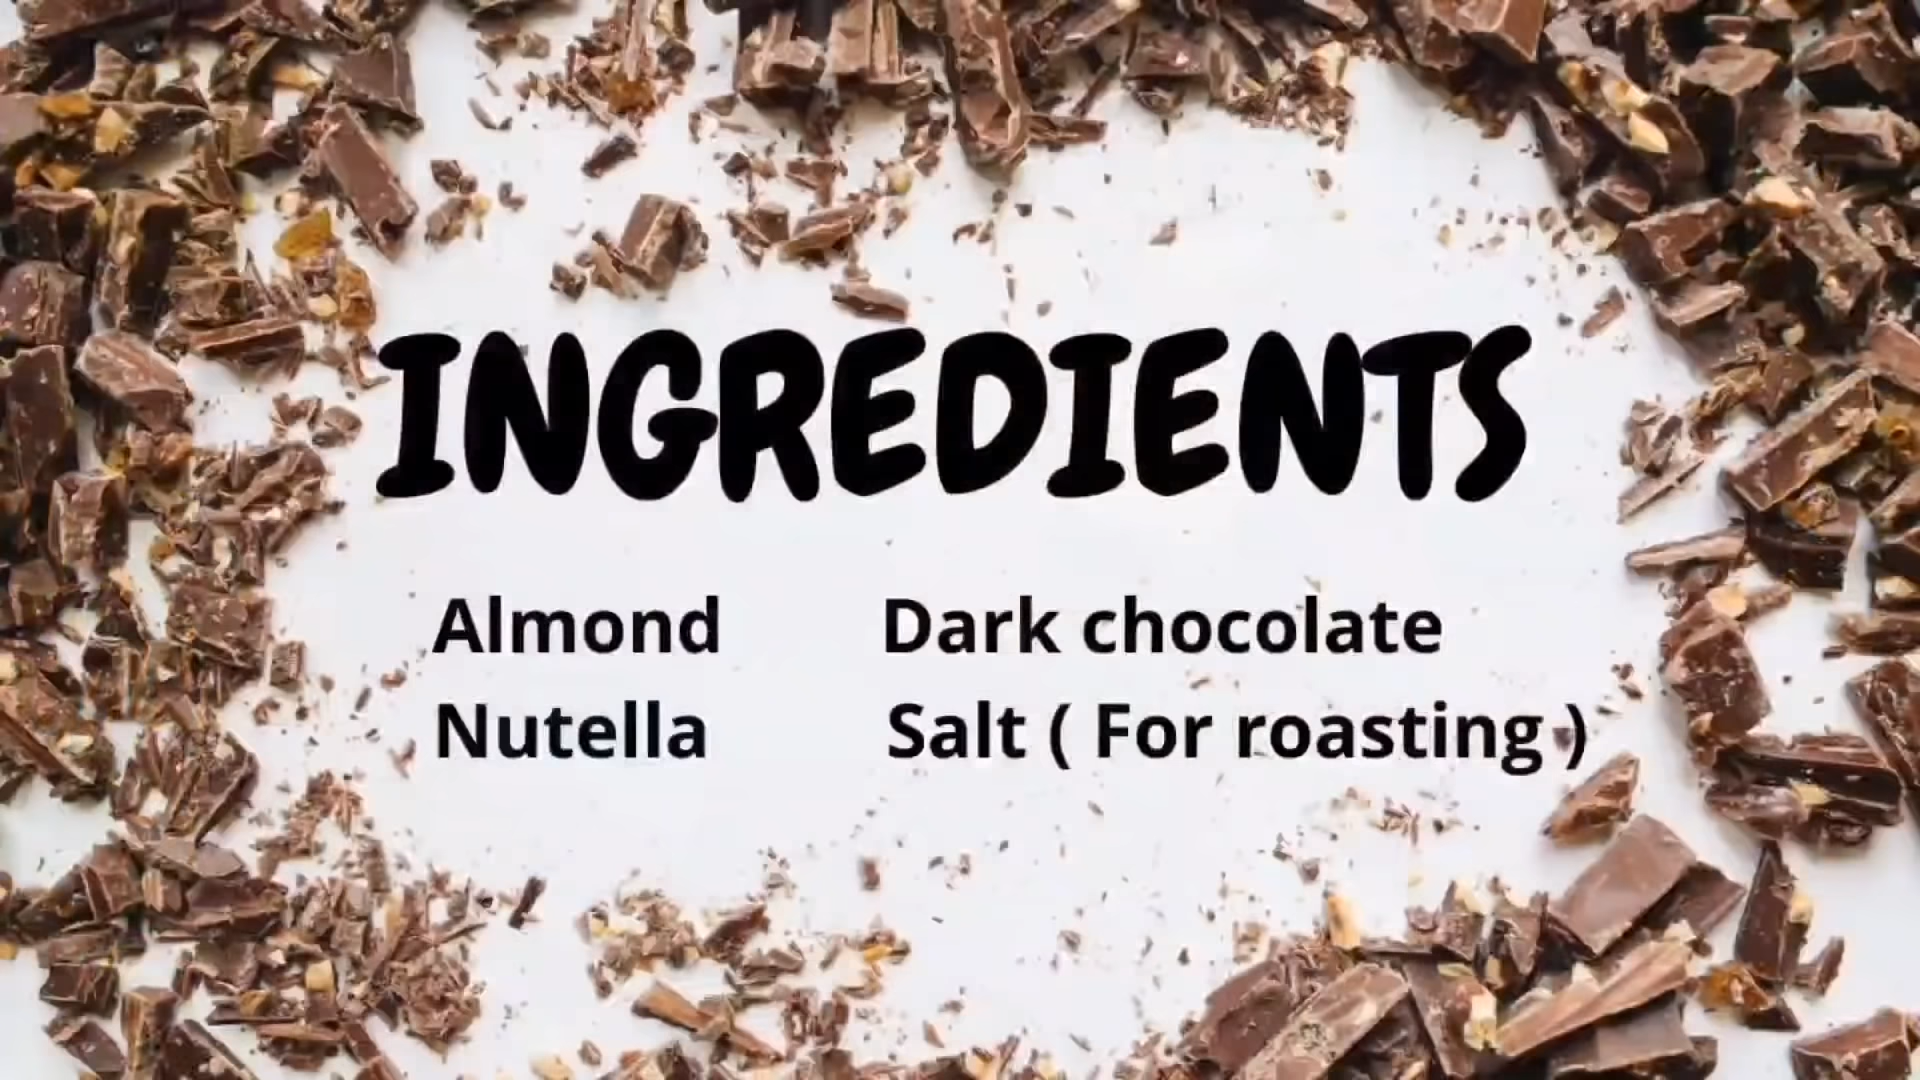 INGREDIENTS
Almond Dark chocolate
Nutella Salt ( For roasting )